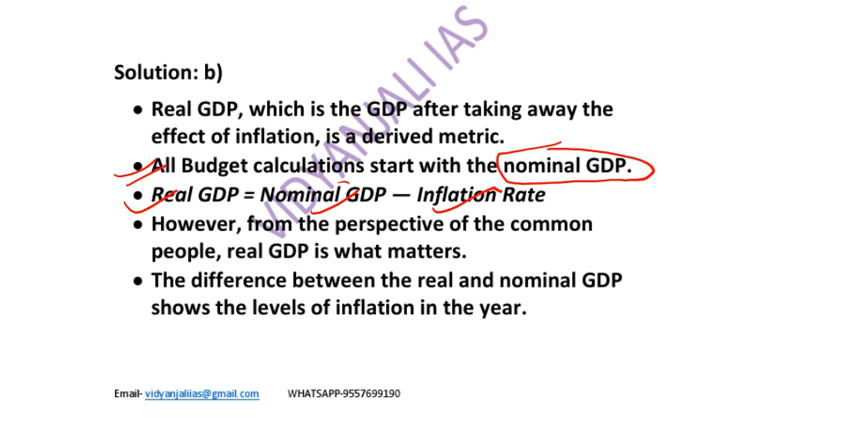 VIDYANJALI IAS
Solution: b)
• Real GDP, which is the GDP after taking away the
effect of inflation, is a derived metric.
• All Budget calculations start with the nominal GDP.
• Real GDP = Nominal GDP — Inflation Rate
• However, from the perspective of the common
people, real GDP is what matters.
• The difference between the real and nominal GDP
shows the levels of inflation in the year.
Email- vidyanjaliias@gmail.com WHATSAPP-9557699190